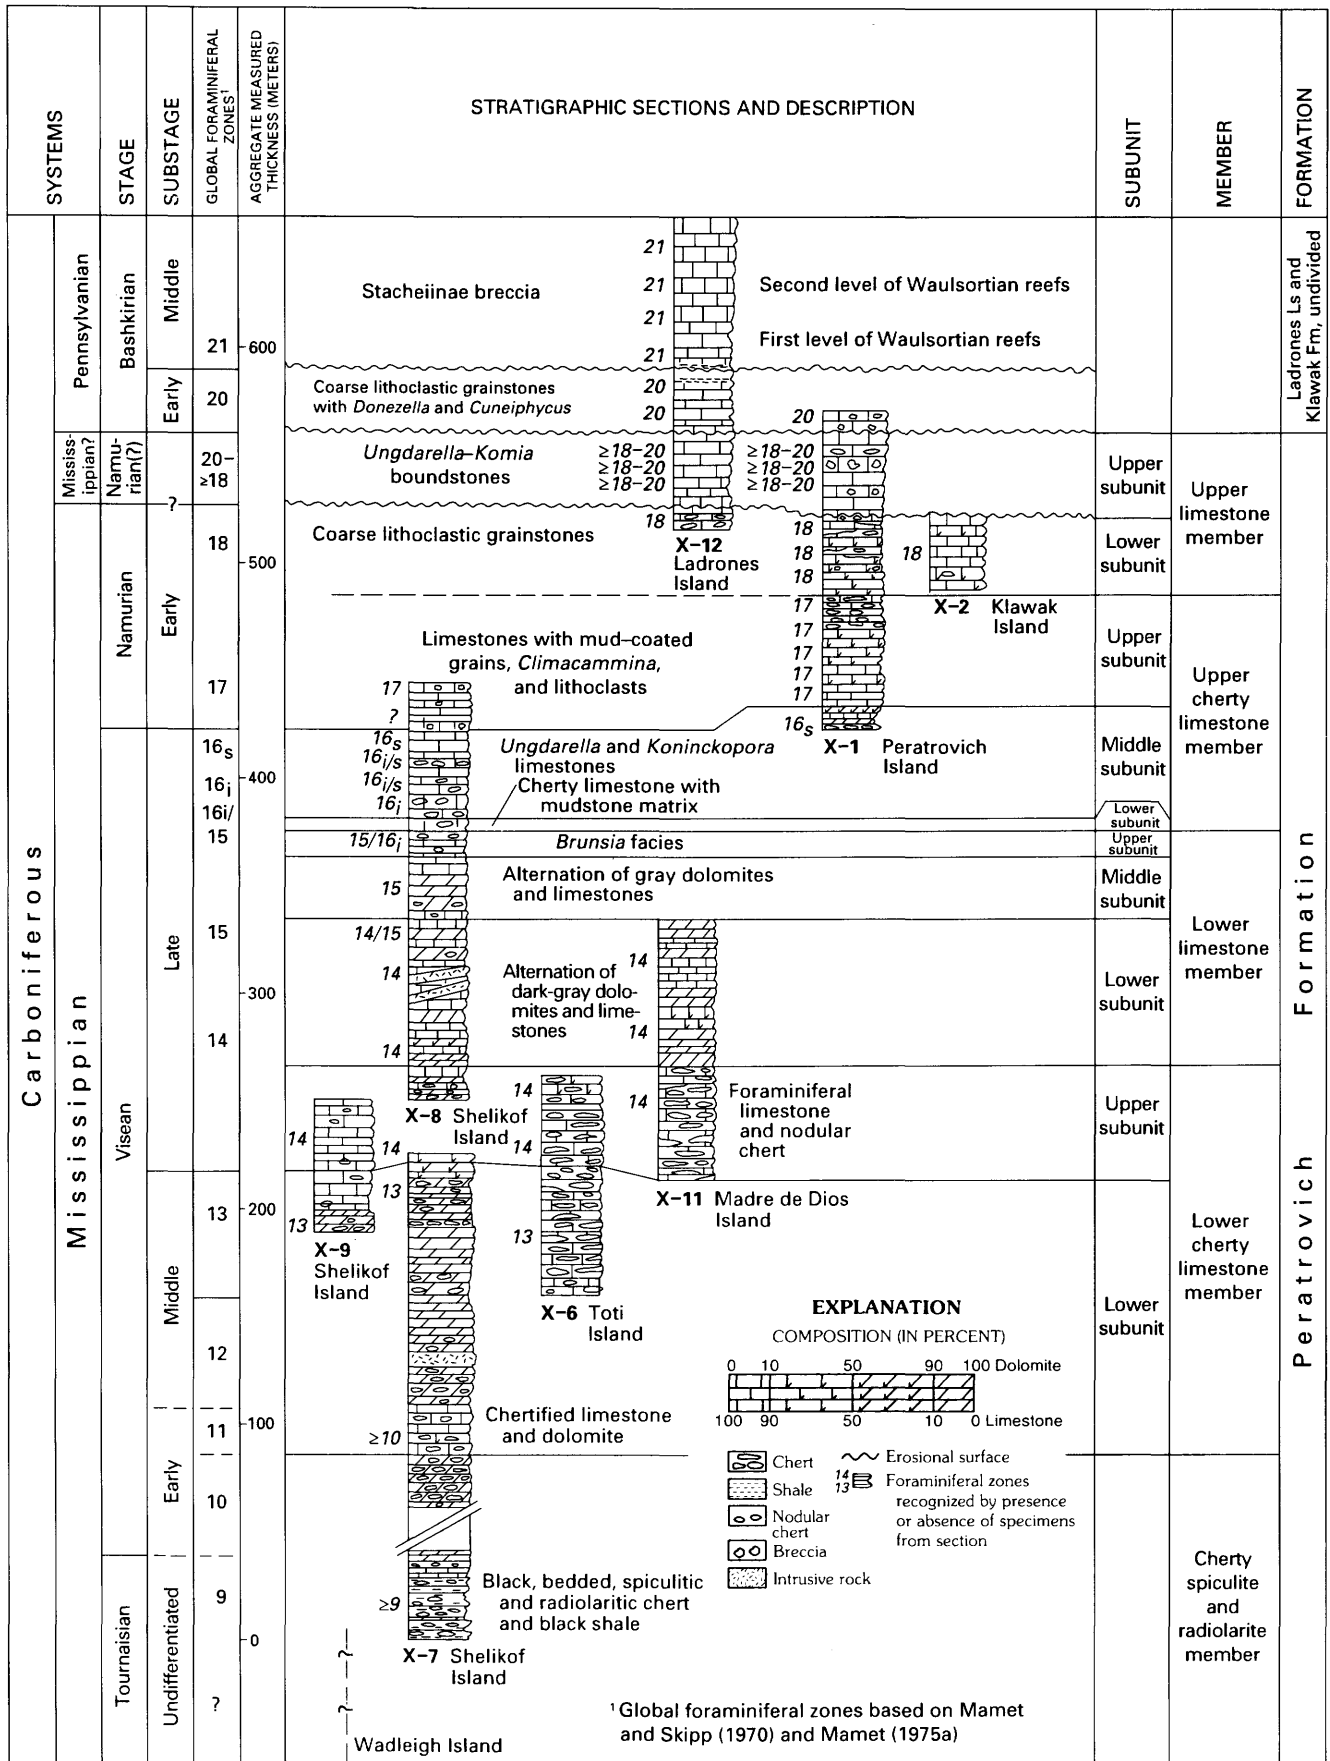 SYSTEMS
STAGE
SUBSTAGE
GLOBAL FORAMINIFERAL
ZONES¹
AGGREGATE MEASURED
THICKNESS (METERS)
STRATIGRAPHIC SECTIONS AND DESCRIPTION
SUBUNIT
MEMBER
FORMATION
Carboniferous
Pennsylvanian
Mississ-
ippian?
Mississippian
Bashkirian
Namu-
rian(?)
Namurian
Visean
Tournaisian
Middle
Early
?
Early
Late
Middle
Early
Undifferentiated
21
20
20–
≥18
18
17
16s
16i
16i/
15
15
14
13
12
11
10
9
?
600
500
400
300
200
100
0
Stacheiinae breccia
21
21
21
21
Second level of Waulsortian reefs
First level of Waulsortian reefs
Coarse lithoclastic grainstones
with Donezella and Cuneiphycus
20
20
20
Ungdarella–Komia
boundstones
≥18–20
≥18–20
≥18–20
≥18–20
≥18–20
≥18–20
Coarse lithoclastic grainstones
18
X–12
Ladrones
Island
18
18
18
18
X–2 Klawak
Island
17
17
17
17
17
16s
X–1 Peratrovich
Island
Limestones with mud–coated
grains, Climacammina,
and lithoclasts
17
?
16s
16i/s
16i/s
16i
Ungdarella and Koninckopora
limestones
Cherty limestone with
mudstone matrix
15/16i
Brunsia facies
15
Alternation of gray dolomites
and limestones
14/15
14
14
Alternation of
dark-gray dolo-
mites and lime-
stones
14
14
14
X–8 Shelikof
Island
14
14
Foraminiferal
limestone
and nodular
chert
X–11 Madre de Dios
Island
14
13
X–9
Shelikof
Island
14
13
13
X–6 Toti
Island
Chertified limestone
and dolomite
≥10
Black, bedded, spiculitic
and radiolaritic chert
and black shale
≥9
X–7 Shelikof
Island
?
?
Wadleigh Island
EXPLANATION
COMPOSITION (IN PERCENT)
0 10 50 90 100 Dolomite
100 90 50 10 0 Limestone
Chert
Shale
Nodular
chert
Breccia
Intrusive rock
Erosional surface
14
13
Foraminiferal zones
recognized by presence
or absence of specimens
from section
¹Global foraminiferal zones based on Mamet
and Skipp (1970) and Mamet (1975a)
Upper
subunit
Lower
subunit
Upper
subunit
Middle
subunit
Lower
subunit
Upper
subunit
Middle
subunit
Lower
subunit
Upper
subunit
Lower
subunit
Upper
limestone
member
Upper
cherty
limestone
member
Lower
limestone
member
Lower
cherty
limestone
member
Cherty
spiculite
and
radiolarite
member
Ladrones Ls and
Klawak Fm, undivided
Peratrovich Formation